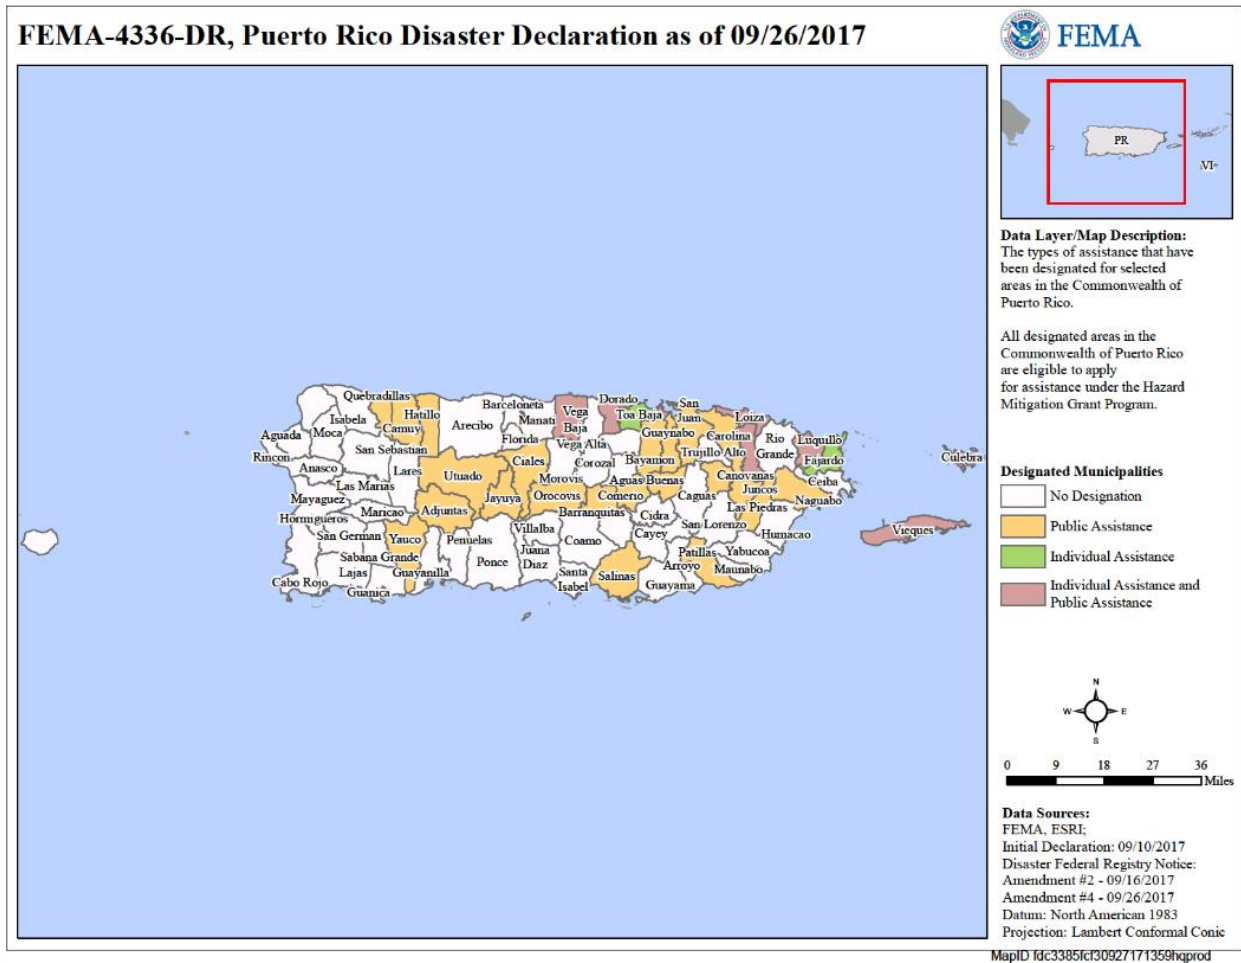 FEMA-4336-DR, Puerto Rico Disaster Declaration as of 09/26/2017
FEMA
PR
VI
Data Layer/Map Description:
The types of assistance that have
been designated for selected
areas in the Commonwealth of
Puerto Rico.
All designated areas in the
Commonwealth of Puerto Rico
are eligible to apply
for assistance under the Hazard
Mitigation Grant Program.
Designated Municipalities
No Designation
Public Assistance
Individual Assistance
Individual Assistance and
Public Assistance
Quebradillas
Isabela
Camuy
Hatillo
Arecibo
Barceloneta
Manati
Florida
Vega
Baja
Vega Alta
Dorado
Toa Baja
San
Juan
Guaynabo
Carolina
Loiza
Rio
Grande
Luquillo
Fajardo
Ceiba
Culebra
Vieques
Aguada
Rincon
Moca
San Sebastian
Anasco
Las Marias
Lares
Utuado
Ciales
Morovis
Corozal
Bayamon
Trujillo Alto
Canovanas
Mayaguez
Maricao
Adjuntas
Jayuya
Orocovis
Comerio
Aguas Buenas
Caguas
Juncos
Naguabo
Las Piedras
Hormigueros
San German
Yauco
Sabana Grande
Penuelas
Villalba
Barranquitas
Coamo
Cidra
Cayey
San Lorenzo
Humacao
Cabo Rojo
Lajas
Guanica
Guayanilla
Ponce
Juana
Diaz
Santa
Isabel
Salinas
Guayama
Arroyo
Patillas
Yabucoa
Maunabo
N
W
E
S
0 9 18 27 36
Miles
Data Sources:
FEMA, ESRI;
Initial Declaration: 09/10/2017
Disaster Federal Registry Notice:
Amendment #2 - 09/16/2017
Amendment #4 - 09/26/2017
Datum: North American 1983
Projection: Lambert Conformal Conic
MapID fdc3385fcf30927171359hqprod